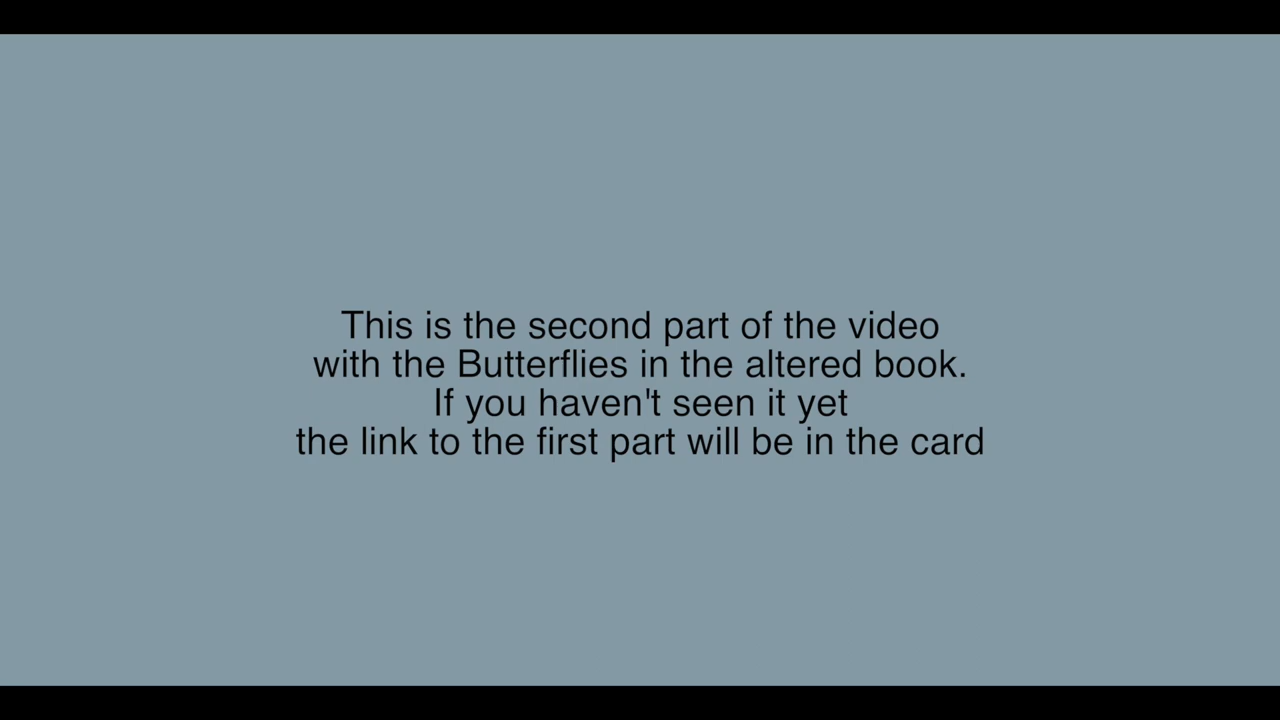 This is the second part of the video
with the Butterflies in the altered book.
If you haven't seen it yet
the link to the first part will be in the card